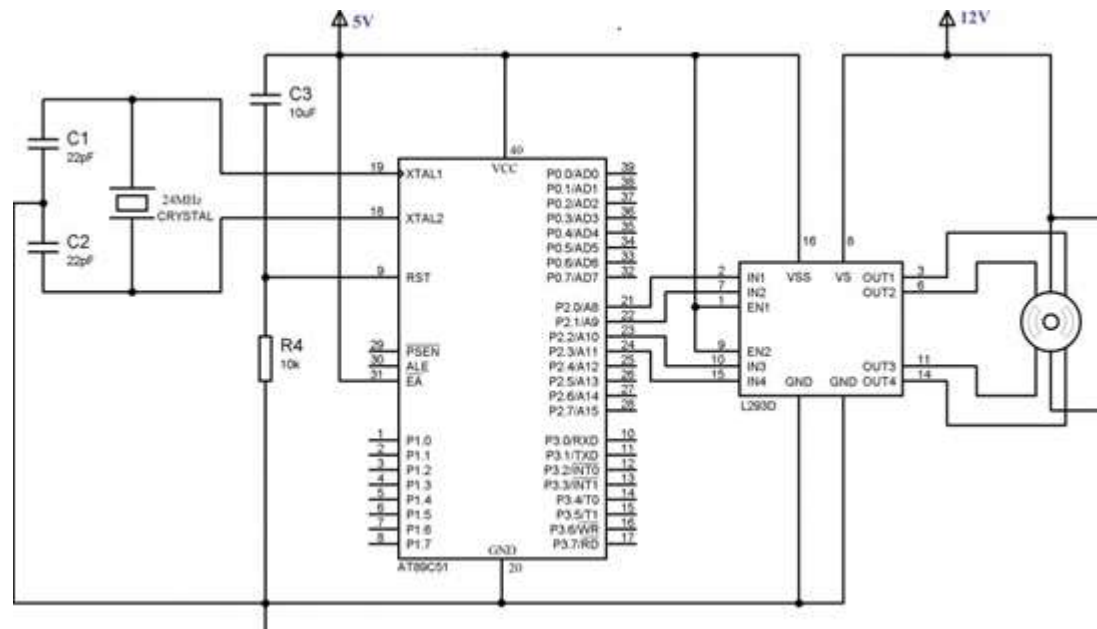 5V
12V
C3
10uF
C1
22pF
24MHz
CRYSTAL
C2
22pF
R4
10k
19
18
9
29
30
31
1
2
3
4
5
6
7
8
40
VCC
XTAL1
XTAL2
RST
PSEN
ALE
EA
P1.0
P1.1
P1.2
P1.3
P1.4
P1.5
P1.6
P1.7
P0.0/AD0
P0.1/AD1
P0.2/AD2
P0.3/AD3
P0.4/AD4
P0.5/AD5
P0.6/AD6
P0.7/AD7
P2.0/A8
P2.1/A9
P2.2/A10
P2.3/A11
P2.4/A12
P2.5/A13
P2.6/A14
P2.7/A15
P3.0/RXD
P3.1/TXD
P3.2/INT0
P3.3/INT1
P3.4/T0
P3.5/T1
P3.6/WR
P3.7/RD
39
38
37
36
35
34
33
32
21
22
23
24
25
26
27
28
10
11
12
13
14
15
16
17
GND
20
AT89C51
16
8
2
7
1
9
10
15
IN1
IN2
EN1
EN2
IN3
IN4
VSS
VS
OUT1
OUT2
OUT3
OUT4
GND
GND
3
6
11
14
L293D